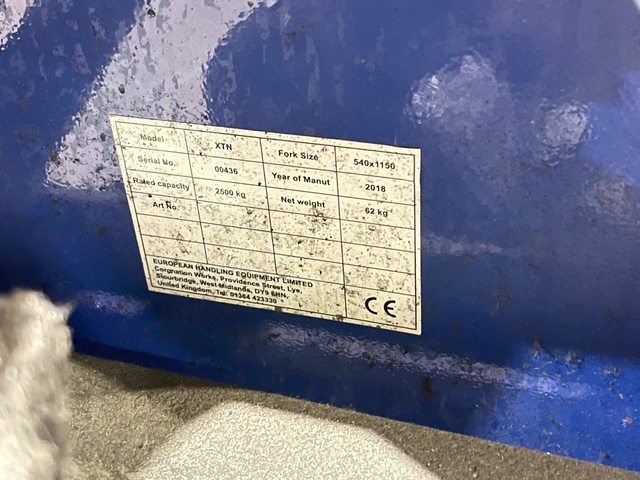 Model XTN Fork Size 540x1150
Serial No. 00436 Year of Manut 2018
Rated capacity 2500 kg Net weight 62 kg
Art No.
EUROPEAN HANDLING EQUIPMENT LIMITED
Coronation Works, Providence Street, Lye,
Stourbridge, West Midlands, DY9 8HN,
United Kingdom, Tel: 01384 423330
CE